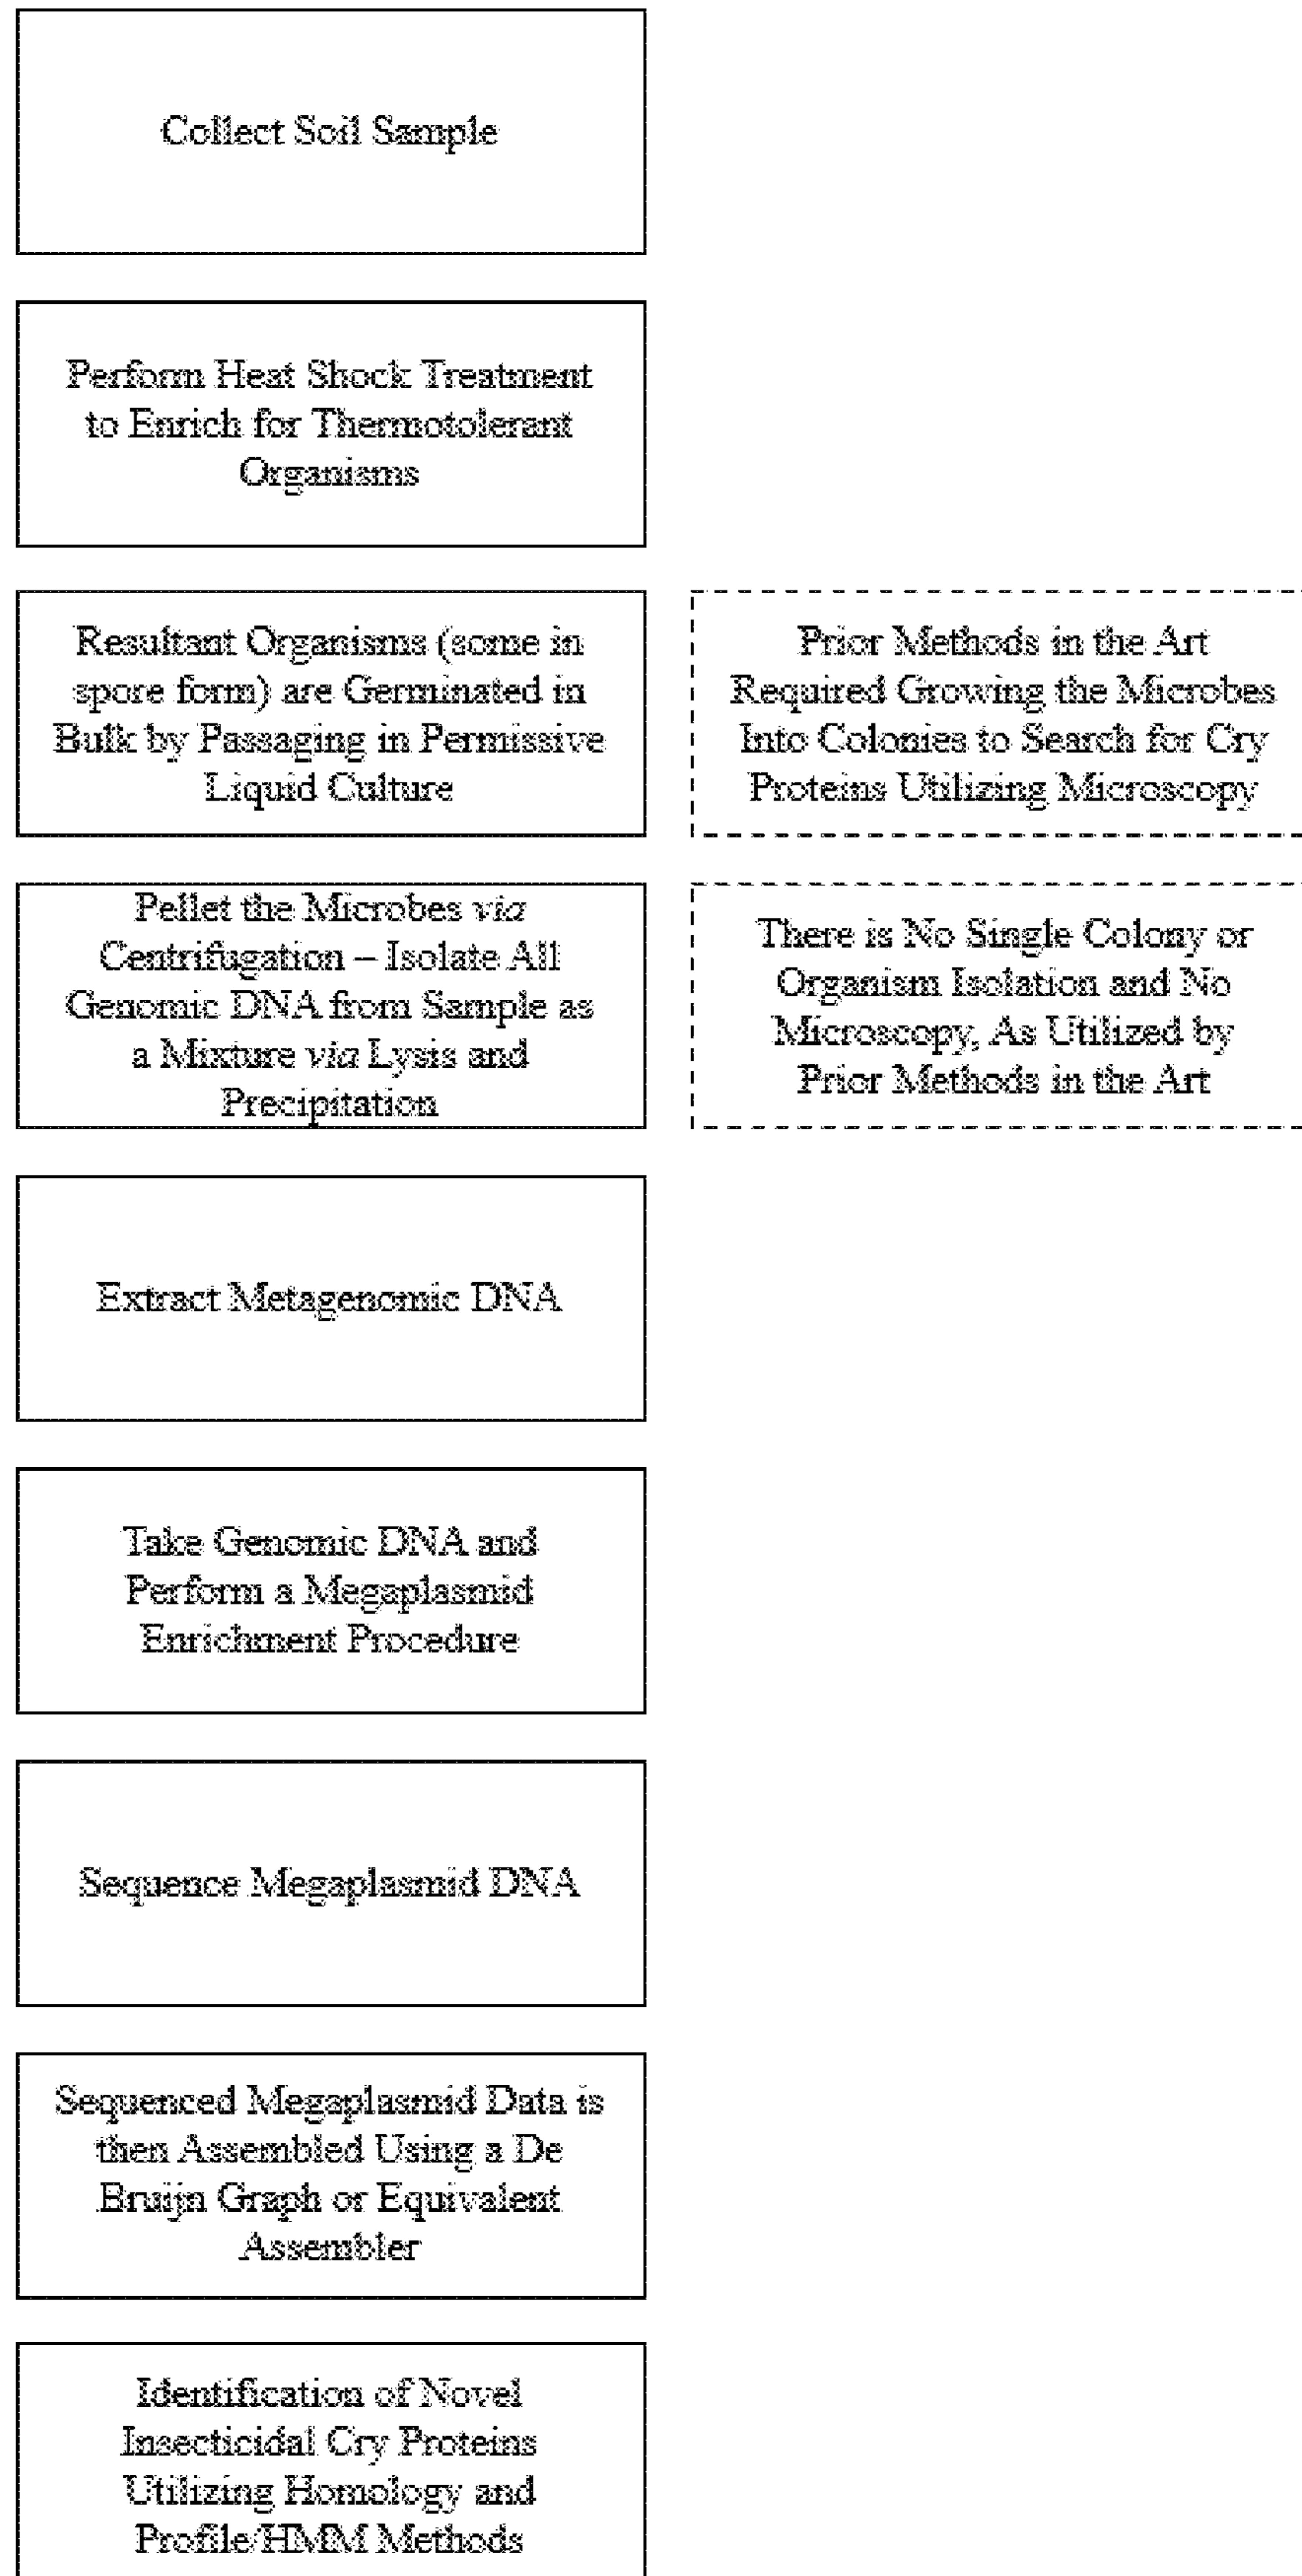 Collect Soil Sample
Perform Heat Shock Treatment
to Enrich for Thermotolerant
Organisms
Resultant Organisms (some in
spore form) are Germinated in
Bulk by Passaging in Permissive
Liquid Culture
Prior Methods in the Art
Required Growing the Microbes
Into Colonies to Search for Cry
Proteins Utilizing Microscopy
Pellet the Microbes via
Centrifugation – Isolate All
Genomic DNA from Sample as
a Mixture via Lysis and
Precipitation
There is No Single Colony or
Organism Isolation and No
Microscopy, As Utilized by
Prior Methods in the Art
Extract Metagenomic DNA
Take Genomic DNA and
Perform a Megaplasmid
Enrichment Procedure
Sequence Megaplasmid DNA
Sequenced Megaplasmid Data is
then Assembled Using a De
Bruijn Graph or Equivalent
Assembler
Identification of Novel
Insecticidal Cry Proteins
Utilizing Homology and
Profile/HMM Methods